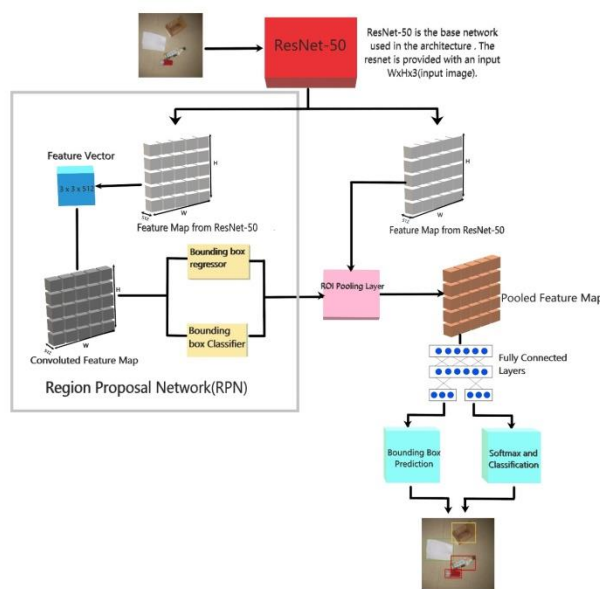 ResNet-50
ResNet-50 is the base network
used in the architecture . The
resnet is provided with an input
WxHx3(input image).
Feature Vector
3 x 3 x 512
H
W
512
Feature Map from ResNet-50
H
W
512
Feature Map from ResNet-50
Bounding box
regressor
Bounding
box Classifier
H
W
512
Convoluted Feature Map
Region Proposal Network(RPN)
ROI Pooling Layer
Pooled Feature Map
Fully Connected
Layers
Bounding Box
Prediction
Softmax and
Classification